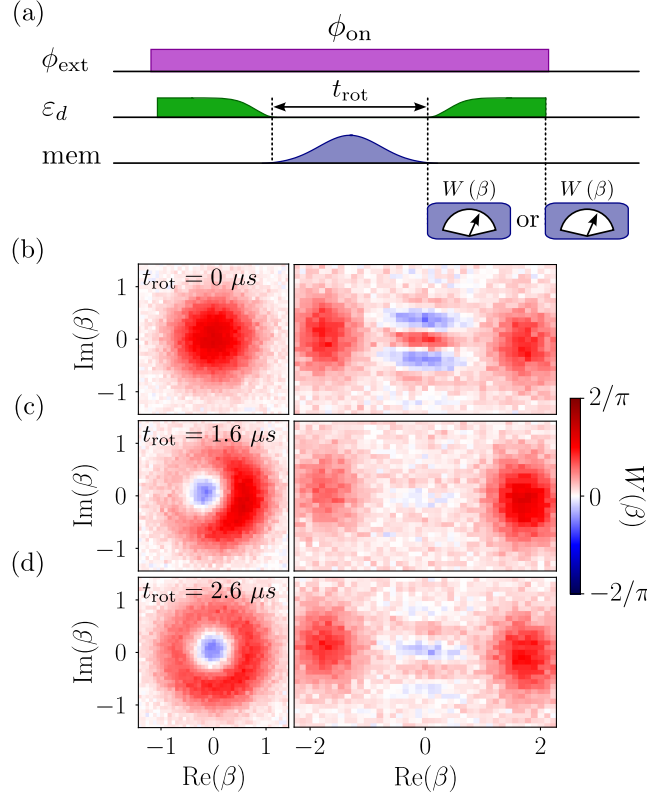 (a)
ϕon
ϕext
trot
εd
mem
W (β) or W (β)
(b)
trot = 0 μs
1
0
−1
Im(β)
(c)
trot = 1.6 μs
1
0
−1
Im(β)
2/π
0
−2/π
W(β)
(d)
trot = 2.6 μs
1
0
−1
Im(β)
−1 0 1
−2 0 2
Re(β)
Re(β)